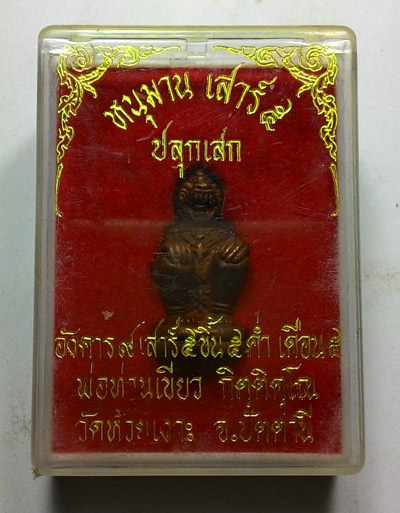 หนุมาน เสาร์ ๕
ปลุกเสก
อังคาร๙ เสาร์๕ขึ้น๕ค่ำ เดือน๕
พ่อท่านเขียว กิตฺติคุโณ
วัดห้วยเงาะ จ.ปัตตานี